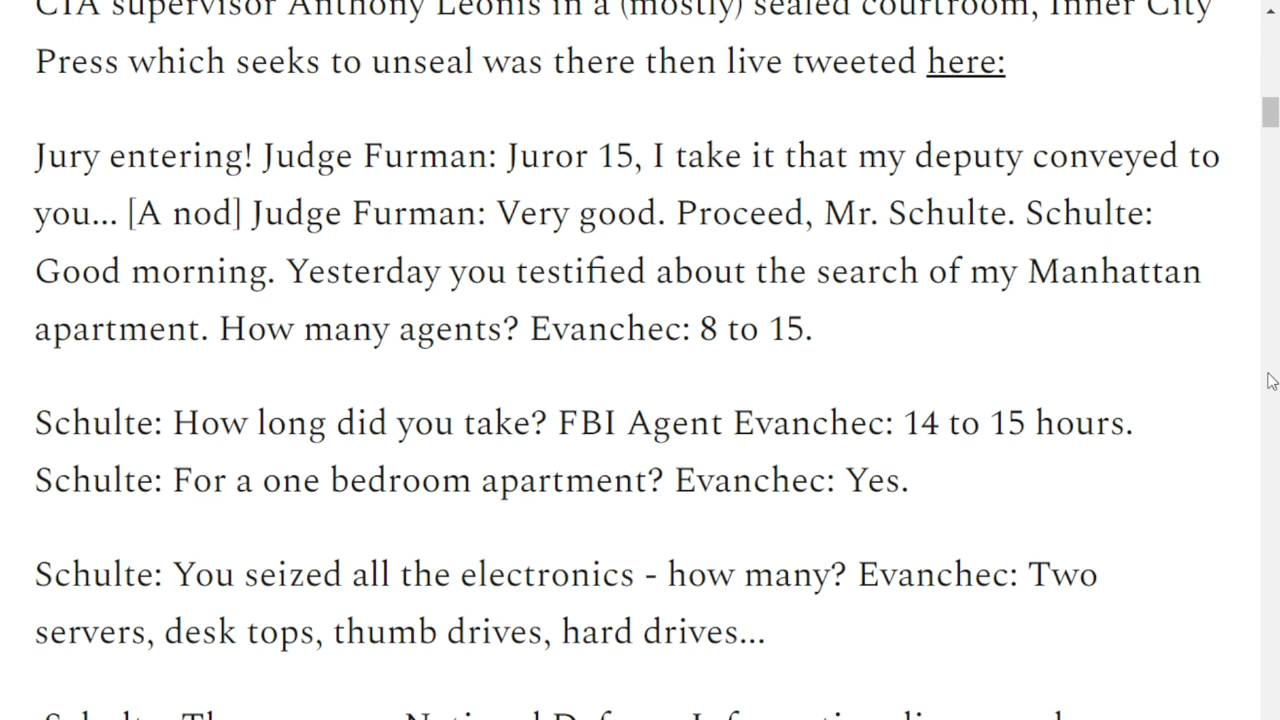 CIA supervisor Anthony Leonis in a (mostly) sealed courtroom, Inner City
Press which seeks to unseal was there then live tweeted here:
Jury entering! Judge Furman: Juror 15, I take it that my deputy conveyed to
you... [A nod] Judge Furman: Very good. Proceed, Mr. Schulte. Schulte:
Good morning. Yesterday you testified about the search of my Manhattan
apartment. How many agents? Evanchec: 8 to 15.
Schulte: How long did you take? FBI Agent Evanchec: 14 to 15 hours.
Schulte: For a one bedroom apartment? Evanchec: Yes.
Schulte: You seized all the electronics - how many? Evanchec: Two
servers, desk tops, thumb drives, hard drives...